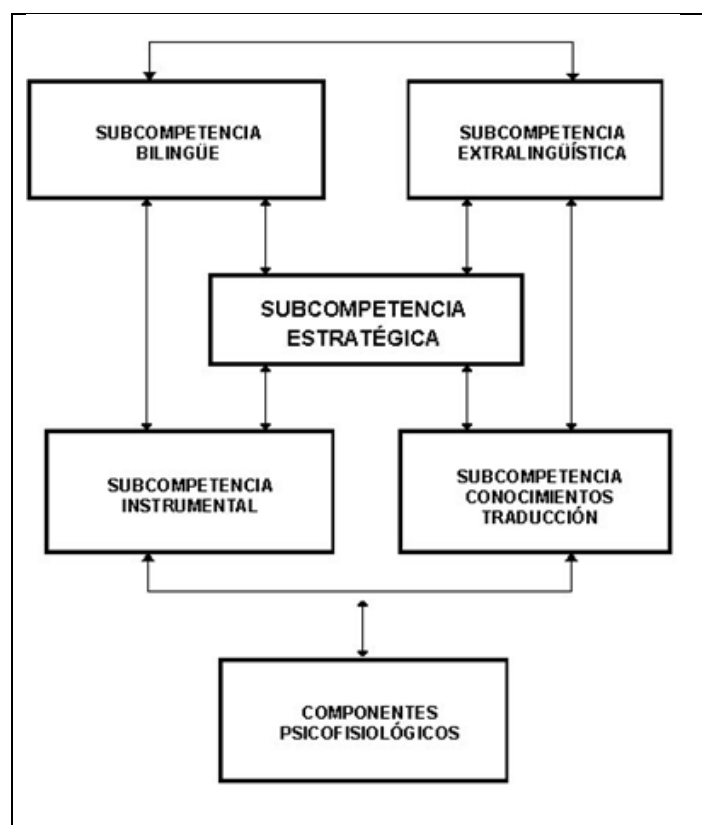 SUBCOMPETENCIA
BILINGÜE
SUBCOMPETENCIA
EXTRALINGÜÍSTICA
SUBCOMPETENCIA
ESTRATÉGICA
SUBCOMPETENCIA
INSTRUMENTAL
SUBCOMPETENCIA
CONOCIMIENTOS
TRADUCCIÓN
COMPONENTES
PSICOFISIOLÓGICOS